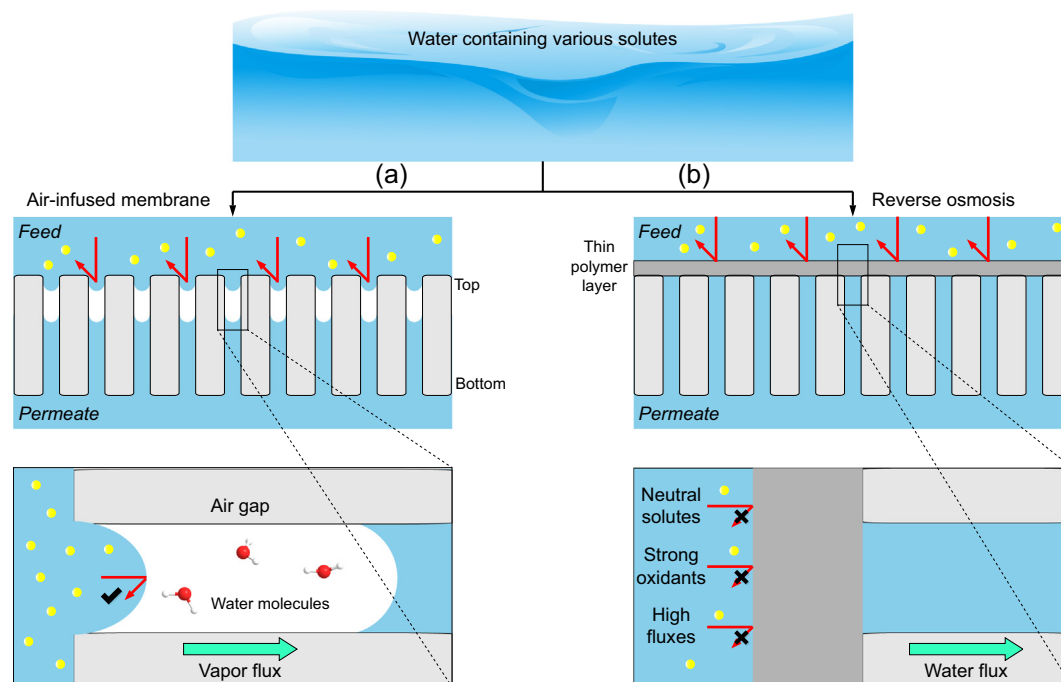 Water containing various solutes
(a)
(b)
Air-infused membrane
Feed
Top
Bottom
Permeate
Air gap
Water molecules
Vapor flux
Reverse osmosis
Feed
Thin
polymer
layer
Permeate
Neutral
solutes
Strong
oxidants
High
fluxes
Water flux